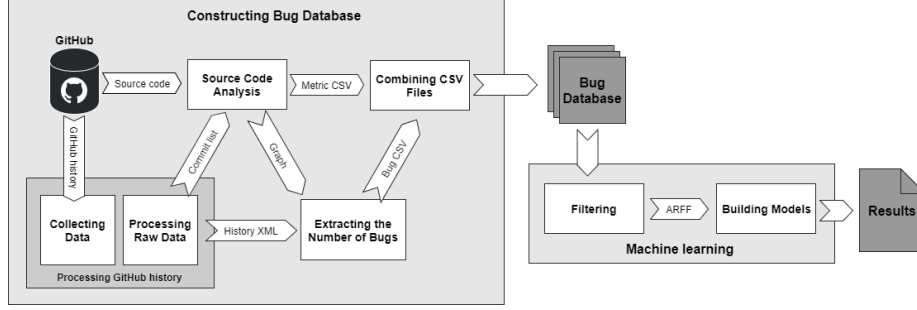 Constructing Bug Database
GitHub
Source code
Source Code
Analysis
Metric CSV
Combining CSV
Files
Bug
Database
GitHub history
Commit list
Graph
Bug CSV
Collecting
Data
Processing
Raw Data
History XML
Extracting the
Number of Bugs
Processing GitHub history
Filtering
ARFF
Building Models
Results
Machine learning